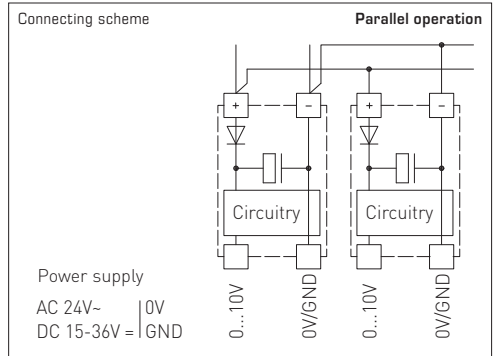 Connecting scheme
Parallel operation
+ − + −
Circuitry Circuitry
Power supply
AC 24V~ 0V
DC 15-36V = GND
0...10V
0V/GND
0...10V
0V/GND